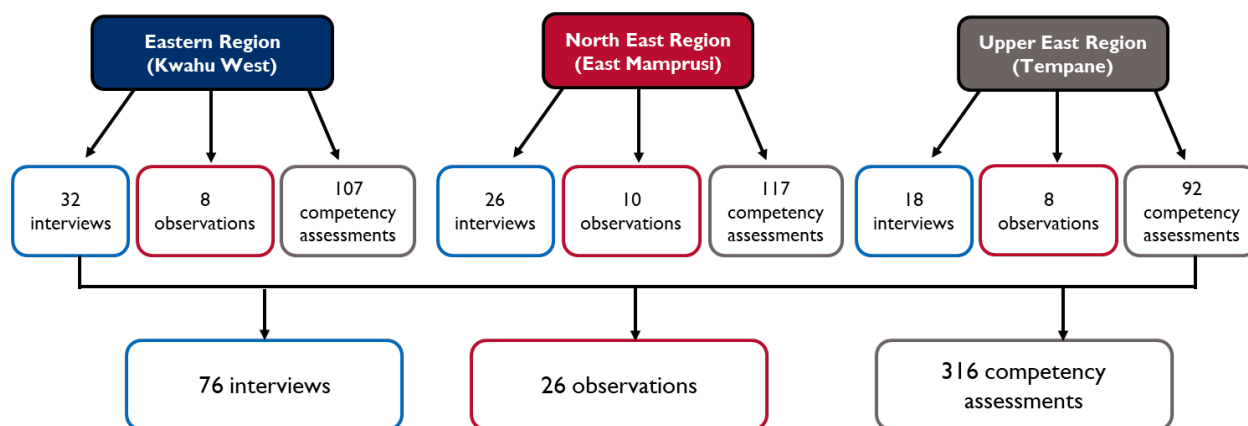 Eastern Region
(Kwahu West)
North East Region
(East Mamprusi)
Upper East Region
(Tempane)
32
interviews
8
observations
107
competency
assessments
26
interviews
10
observations
117
competency
assessments
18
interviews
8
observations
92
competency
assessments
76 interviews
26 observations
316 competency
assessments